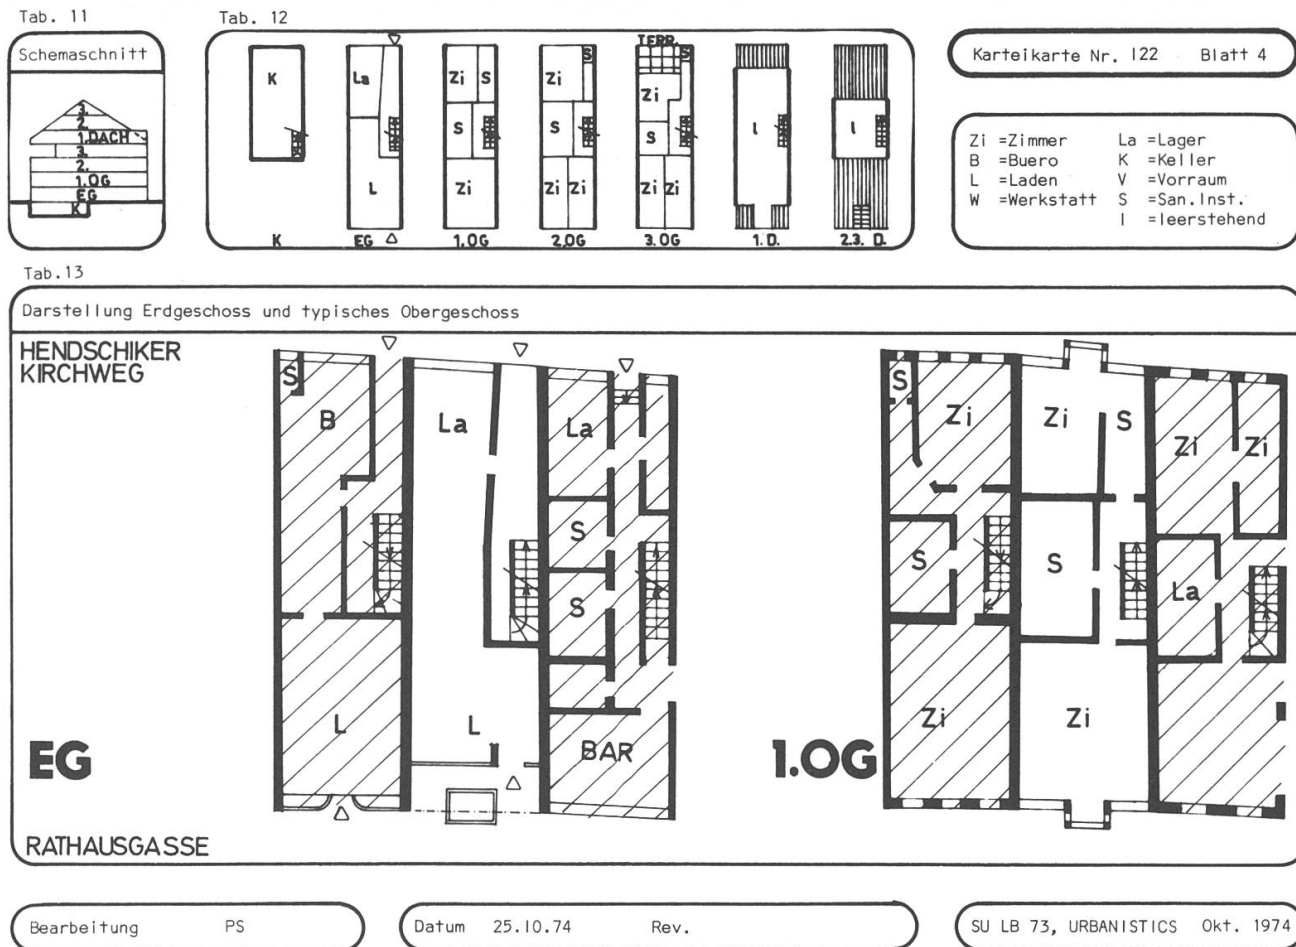 Tab. 11
Tab. 12
Schemaschnitt
3.
2.
1.DACH
3.
2.
1.OG
EG
K
TERR.
K
La
L
Zi
S
S
Zi
S
Zi
S
Zi
Zi
S
Zi
S
Zi
Zi
l
l
K
EG
1.OG
2.OG
3.OG
1. D.
2.3. D.
Karteikarte Nr. 122 Blatt 4
Zi =Zimmer La =Lager
B =Buero K =Keller
L =Laden V =Vorraum
W =Werkstatt S =San.Inst.
l =leerstehend
Tab.13
Darstellung Erdgeschoss und typisches Obergeschoss
HENDSCHIKER
KIRCHWEG
S
B
La
La
S
S
L
L
BAR
EG
S
Zi
Zi
S
Zi
Zi
S
S
La
Zi
Zi
1.OG
RATHAUSGASSE
Bearbeitung PS
Datum 25.10.74 Rev.
SU LB 73, URBANISTICS Okt. 1974